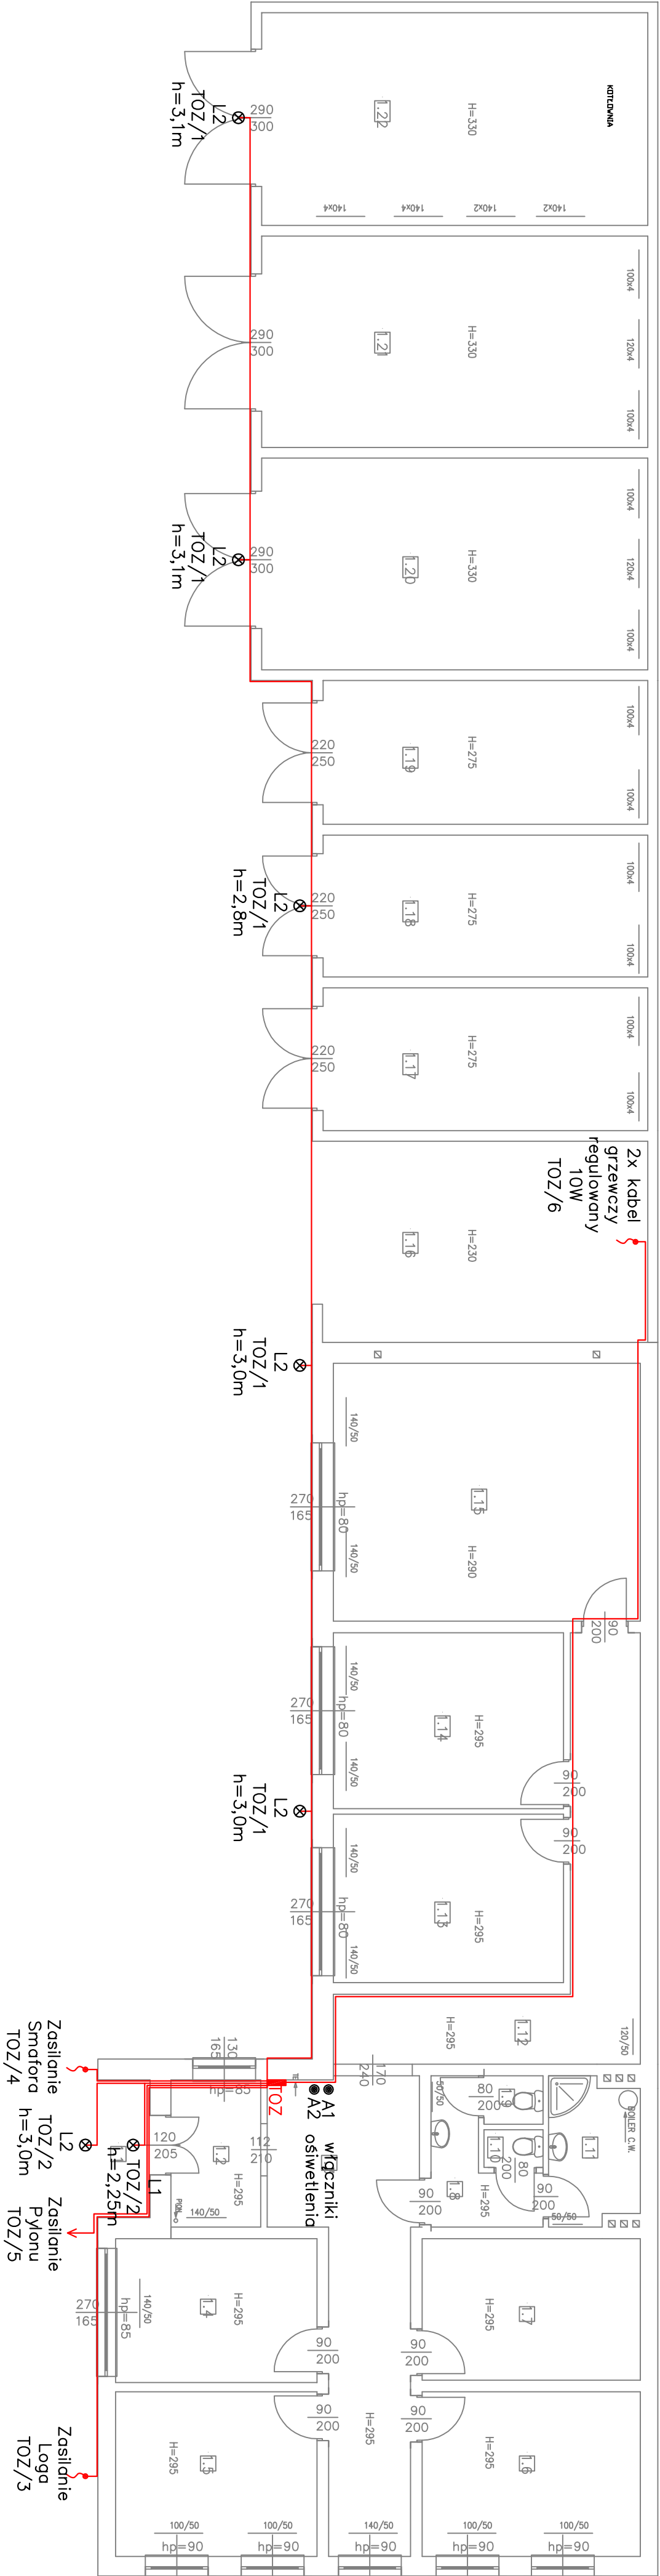 KOTŁOWNIA
1.22
H=330
290
300
L2
TOZ/1
h=3,1m
140x4
140x4
140x2
140x2
1.21
H=330
290
300
100x4
120x4
100x4
1.20
H=330
290
300
L2
TOZ/1
h=3,1m
100x4
120x4
100x4
1.19
H=275
220
250
100x4
100x4
1.18
H=275
220
250
L2
TOZ/1
h=2,8m
100x4
100x4
1.17
H=275
220
250
100x4
100x4
2x kabel
grzewczy
regulowany
10W
TOZ/6
1.16
H=230
L2
TOZ/1
h=3,0m
140/50
1.15
270
165
hp=80
H=290
140/50
90
200
140/50
1.14
H=295
270
165
hp=80
140/50
90
200
L2
TOZ/1
h=3,0m
90
200
140/50
1.13
H=295
270
165
hp=80
140/50
1.12
H=295
120/50
170
240
130
165
hp=85
Zasilanie
Smafora
TOZ/4
TOZ
A1
A2
włączniki
ośiwetlenia
50/50
80
200
1.9
BOILER C.W.
1.11
1.10
80
200
90
200
50/50
1.8
H=295
90
200
L2
TOZ/2
h=3,0m
L1
TOZ/2
h=2,25m
120
205
1.2
112
210
H=295
PION
140/50
Zasilanie
Pylonu
TOZ/5
140/50
270
165
hp=85
1.4
H=295
90
200
90
200
1.7
H=295
90
200
90
200
H=295
1.5
H=295
1.6
H=295
Zasilanie
Loga
TOZ/3
100/50
hp=90
100/50
hp=90
140/50
hp=90
100/50
hp=90
100/50
hp=90